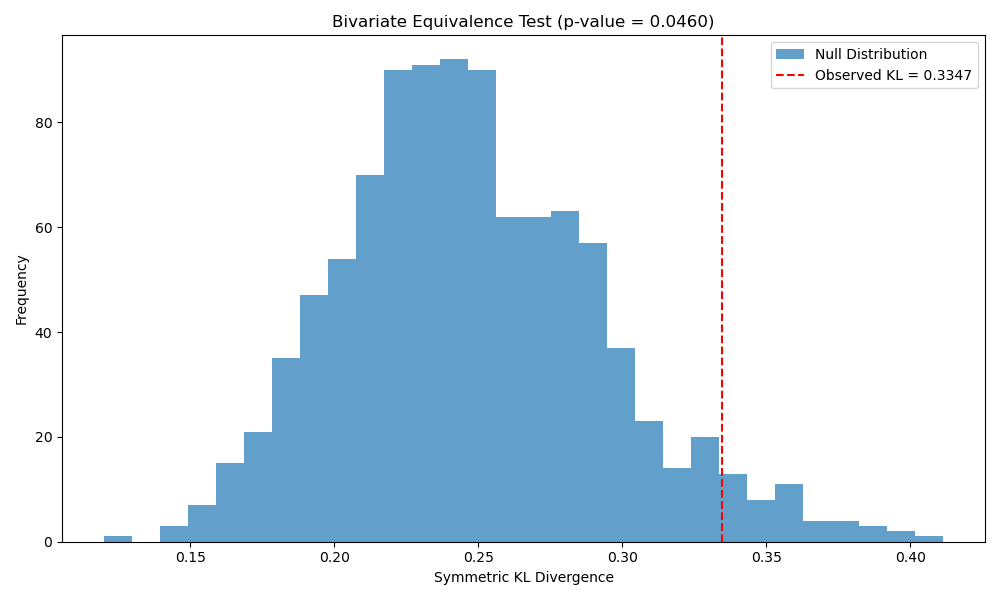 Bivariate Equivalence Test (p-value = 0.0460)
Null Distribution
Observed KL = 0.3347
Frequency
80
60
40
20
0
0.15 0.20 0.25 0.30 0.35 0.40
Symmetric KL Divergence